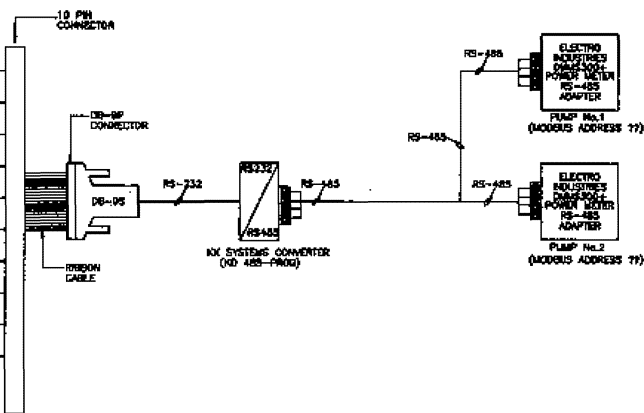 10 PIN
CONNECTOR
DB-9P
CONNECTOR
DB-9S
RIBBON
CABLE
RS-232
RS232
RS485
KK SYSTEMS CONVERTER
(KD 485-PROG)
RS-485
RS-485
RS-485
RS-485
ELECTRO
INDUSTRIES
DMMS300+
POWER METER
RS-485
ADAPTER
PUMP No.1
(MODBUS ADDRESS ??)
ELECTRO
INDUSTRIES
DMMS300+
POWER METER
RS-485
ADAPTER
PUMP No.2
(MODBUS ADDRESS ??)